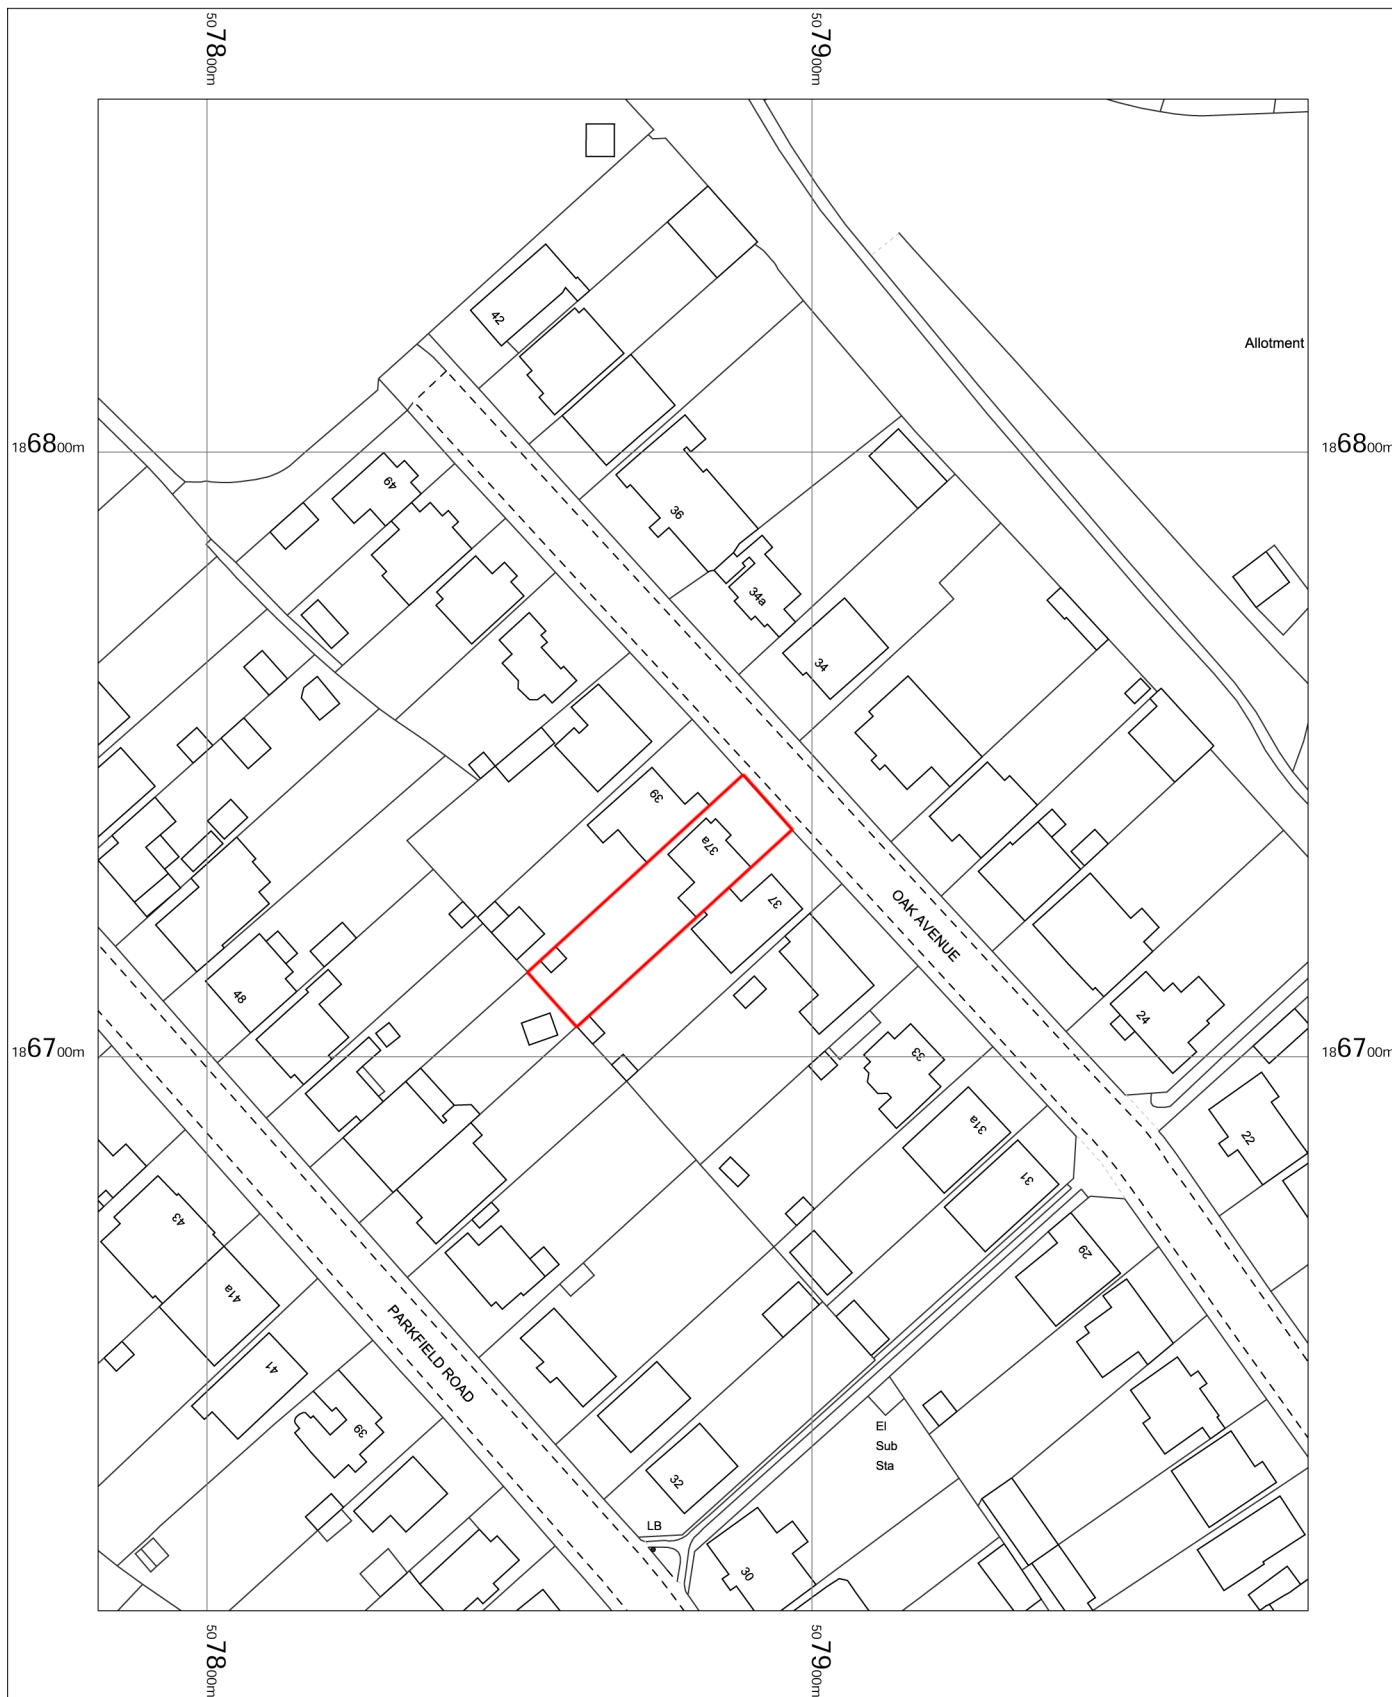 507800m
507900m
42
Allotment
186800m
186800m
49
36
34a
34
39
37a
37
OAK AVENUE
48
24
33
186700m
186700m
31a
22
31
43
29
41a
PARKFIELD ROAD
41
39
El
Sub
Sta
32
LB
30
507800m
507900m